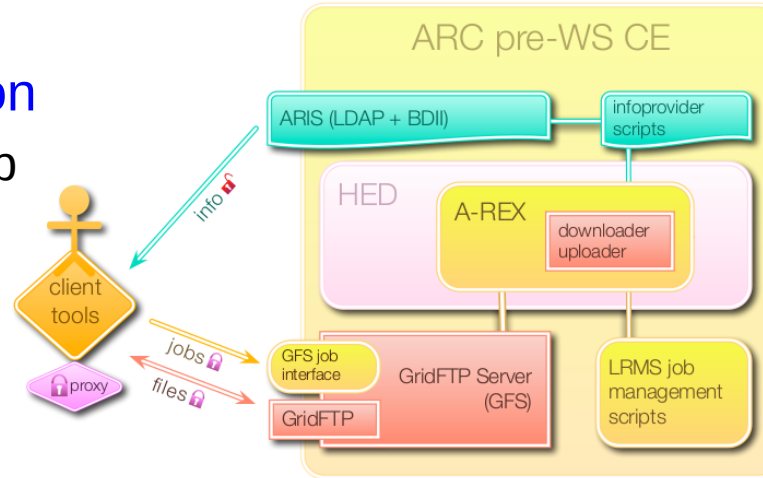 ARC pre-WS CE
on
ARIS (LDAP + BDII)
infoprovider
scripts
info
HED
A-REX
downloader
uploader
client
tools
proxy
jobs
files
GFS job
interface
GridFTP
GridFTP Server
(GFS)
LRMS job
management
scripts